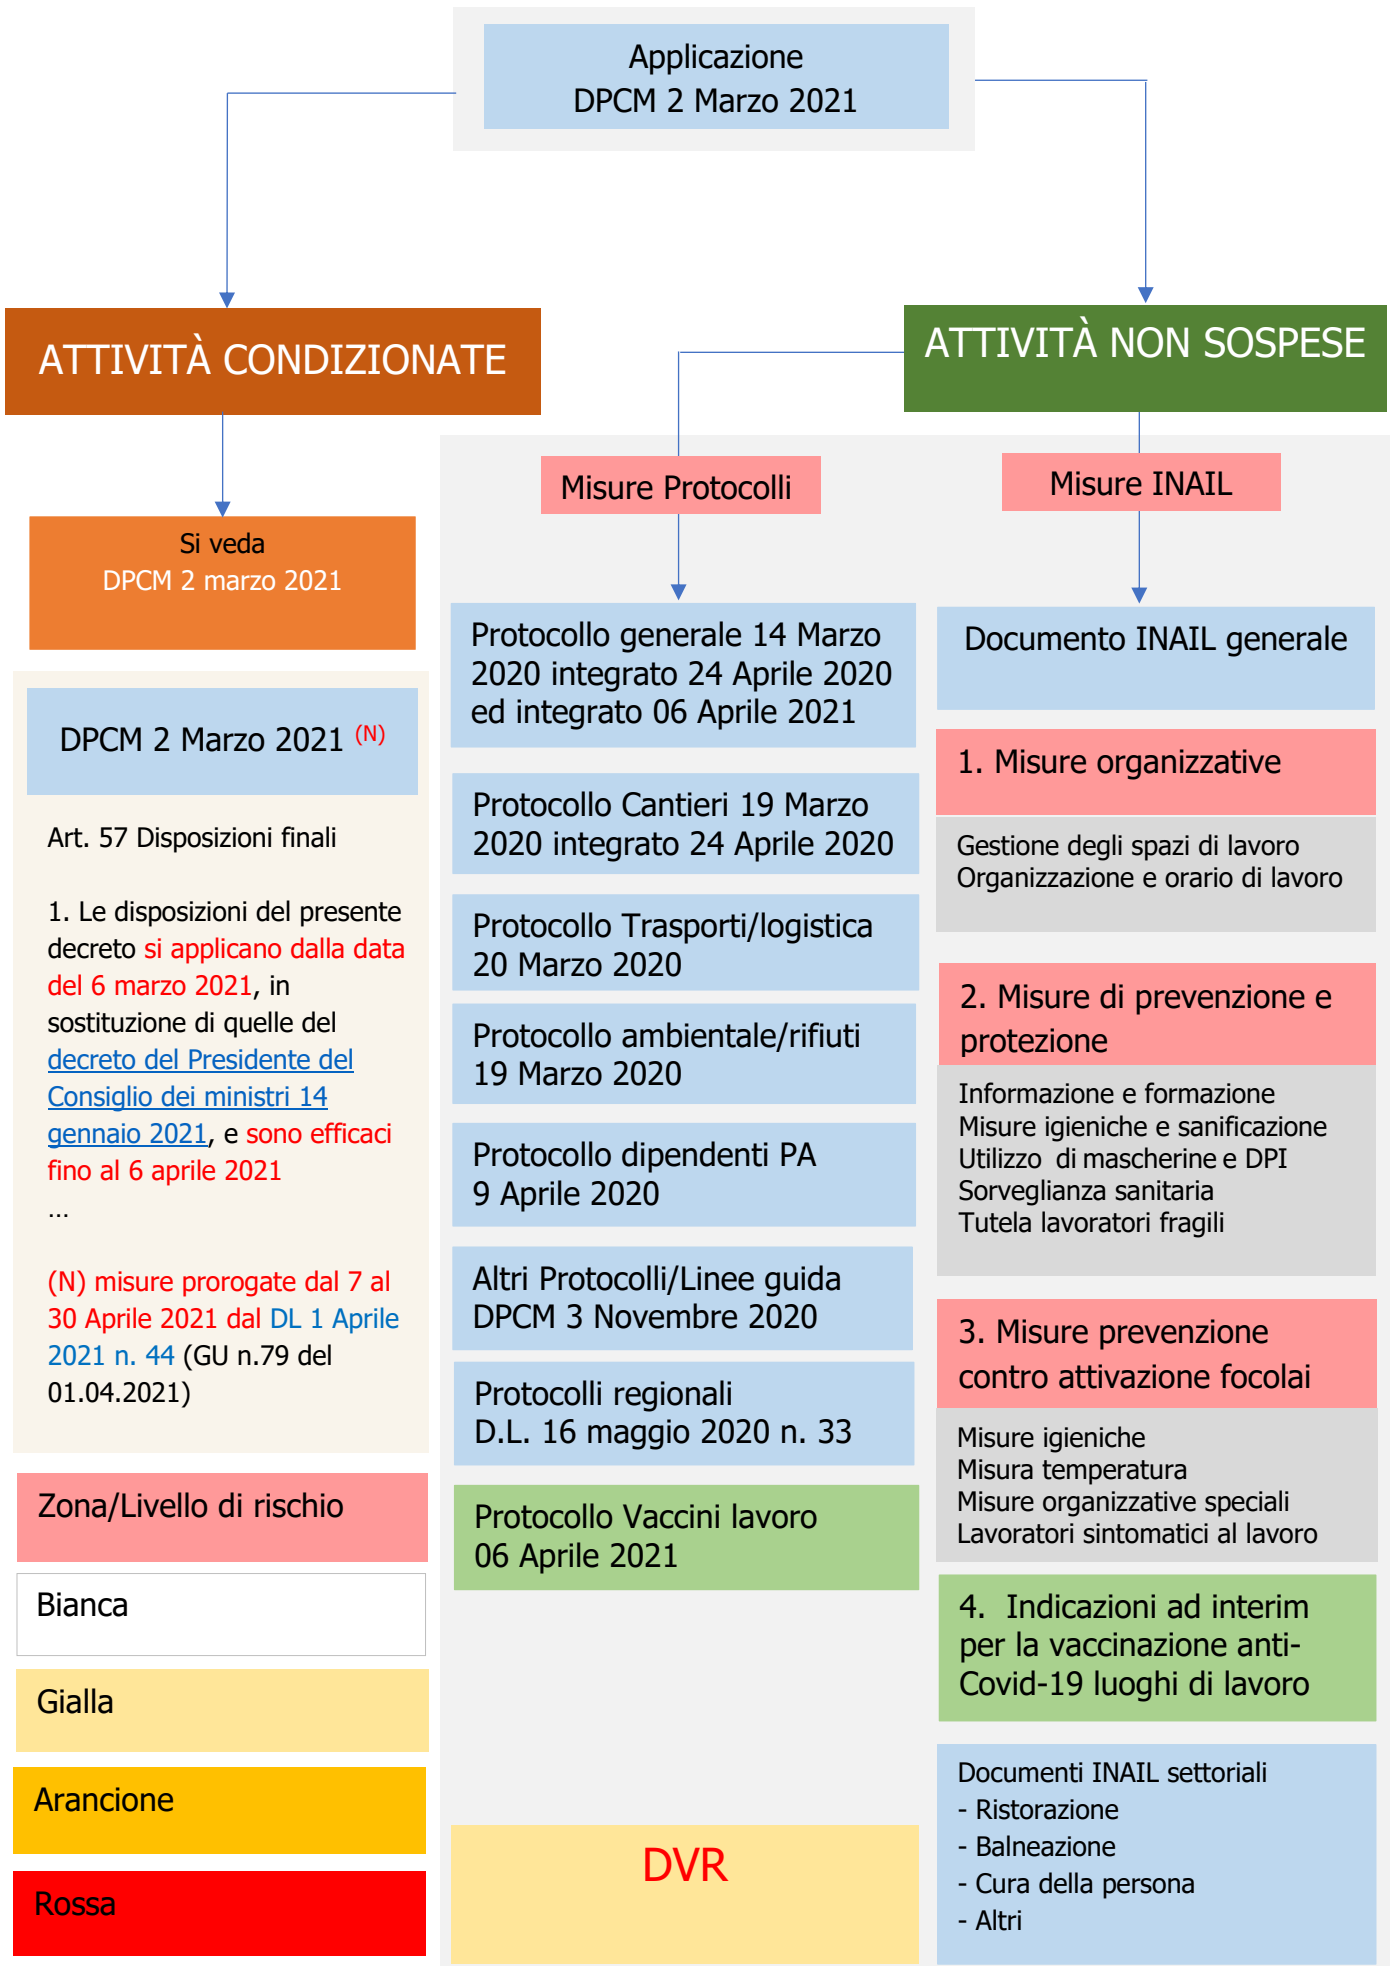 Applicazione
DPCM 2 Marzo 2021
ATTIVITÀ CONDIZIONATE
Si veda
DPCM 2 marzo 2021
DPCM 2 Marzo 2021 (N)
Art. 57 Disposizioni finali
1. Le disposizioni del presente
decreto si applicano dalla data
del 6 marzo 2021, in
sostituzione di quelle del
decreto del Presidente del
Consiglio dei ministri 14
gennaio 2021, e sono efficaci
fino al 6 aprile 2021
...
(N) misure prorogate dal 7 al
30 Aprile 2021 dal DL 1 Aprile
2021 n. 44 (GU n.79 del
01.04.2021)
Zona/Livello di rischio
Bianca
Gialla
Arancione
Rossa
ATTIVITÀ NON SOSPESE
Misure Protocolli
Protocollo generale 14 Marzo
2020 integrato 24 Aprile 2020
ed integrato 06 Aprile 2021
Protocollo Cantieri 19 Marzo
2020 integrato 24 Aprile 2020
Protocollo Trasporti/logistica
20 Marzo 2020
Protocollo ambientale/rifiuti
19 Marzo 2020
Protocollo dipendenti PA
9 Aprile 2020
Altri Protocolli/Linee guida
DPCM 3 Novembre 2020
Protocolli regionali
D.L. 16 maggio 2020 n. 33
Protocollo Vaccini lavoro
06 Aprile 2021
DVR
Misure INAIL
Documento INAIL generale
1. Misure organizzative
Gestione degli spazi di lavoro
Organizzazione e orario di lavoro
2. Misure di prevenzione e
protezione
Informazione e formazione
Misure igieniche e sanificazione
Utilizzo di mascherine e DPI
Sorveglianza sanitaria
Tutela lavoratori fragili
3. Misure prevenzione
contro attivazione focolai
Misure igieniche
Misura temperatura
Misure organizzative speciali
Lavoratori sintomatici al lavoro
4. Indicazioni ad interim
per la vaccinazione anti-
Covid-19 luoghi di lavoro
Documenti INAIL settoriali
- Ristorazione
- Balneazione
- Cura della persona
- Altri